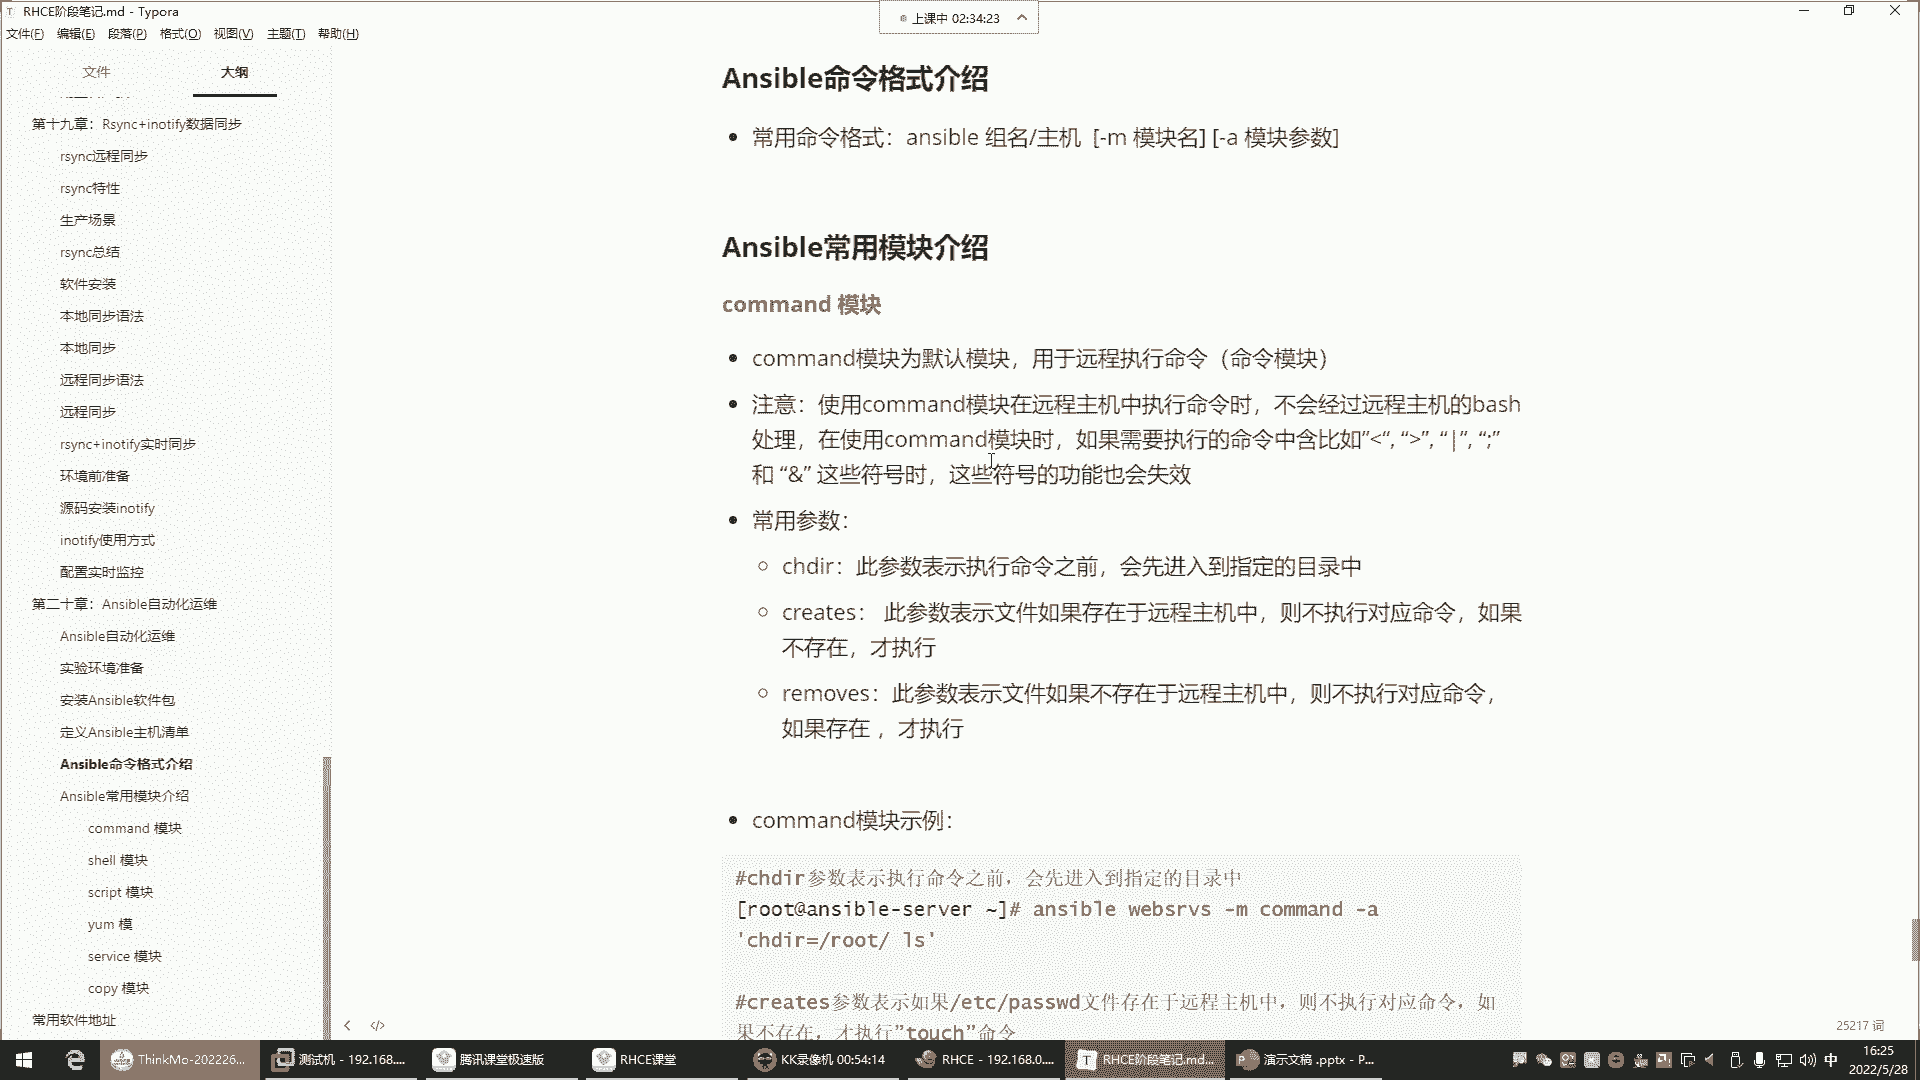 RHCE阶段笔记.md - Typora
上课中 02:34:23
文件(F) 编辑(E) 段落(P) 格式(O) 视图(V) 主题(T) 帮助(H)
文件 大纲
第十九章：Rsync+inotify数据同步
rsync远程同步
rsync特性
生产场景
rsync总结
软件安装
本地同步语法
本地同步
远程同步语法
远程同步
rsync+inotify实时同步
环境前准备
源码安装inotify
inotify使用方式
配置实时监控
第二十章：Ansible自动化运维
Ansible自动化运维
实验环境准备
安装Ansible软件包
定义Ansible主机清单
Ansible命令格式介绍
Ansible常用模块介绍
command 模块
shell 模块
script 模块
yum 模
service 模块
copy 模块
常用软件地址
Ansible命令格式介绍
常用命令格式：ansible 组名/主机 [-m 模块名] [-a 模块参数]
Ansible常用模块介绍
command 模块
command模块为默认模块，用于远程执行命令（命令模块）
注意：使用command模块在远程主机中执行命令时，不会经过远程主机的bash
处理，在使用command模块时，如果需要执行的命令中含比如”<“, “>”, “|”, “;”
和 “&” 这些符号时，这些符号的功能也会失效
常用参数：
chdir：此参数表示执行命令之前，会先进入到指定的目录中
creates： 此参数表示文件如果存在于远程主机中，则不执行对应命令，如果
不存在，才执行
removes：此参数表示文件如果不存在于远程主机中，则不执行对应命令，
如果存在 ，才执行
command模块示例：
#chdir参数表示执行命令之前，会先进入到指定的目录中
[root@ansible-server ~]# ansible websrvs -m command -a
'chdir=/root/ ls'
#creates参数表示如果/etc/passwd文件存在于远程主机中，则不执行对应命令，如
果不存在，才执行”touch”命令
25217 词
ThinkMo-202226...
测试机 - 192.168....
腾讯课堂极速版
RHCE课堂
KK录像机 00:54:14
RHCE - 192.168.0....
RHCE阶段笔记.md...
演示文稿 .pptx - P...
中
16:25
2022/5/28